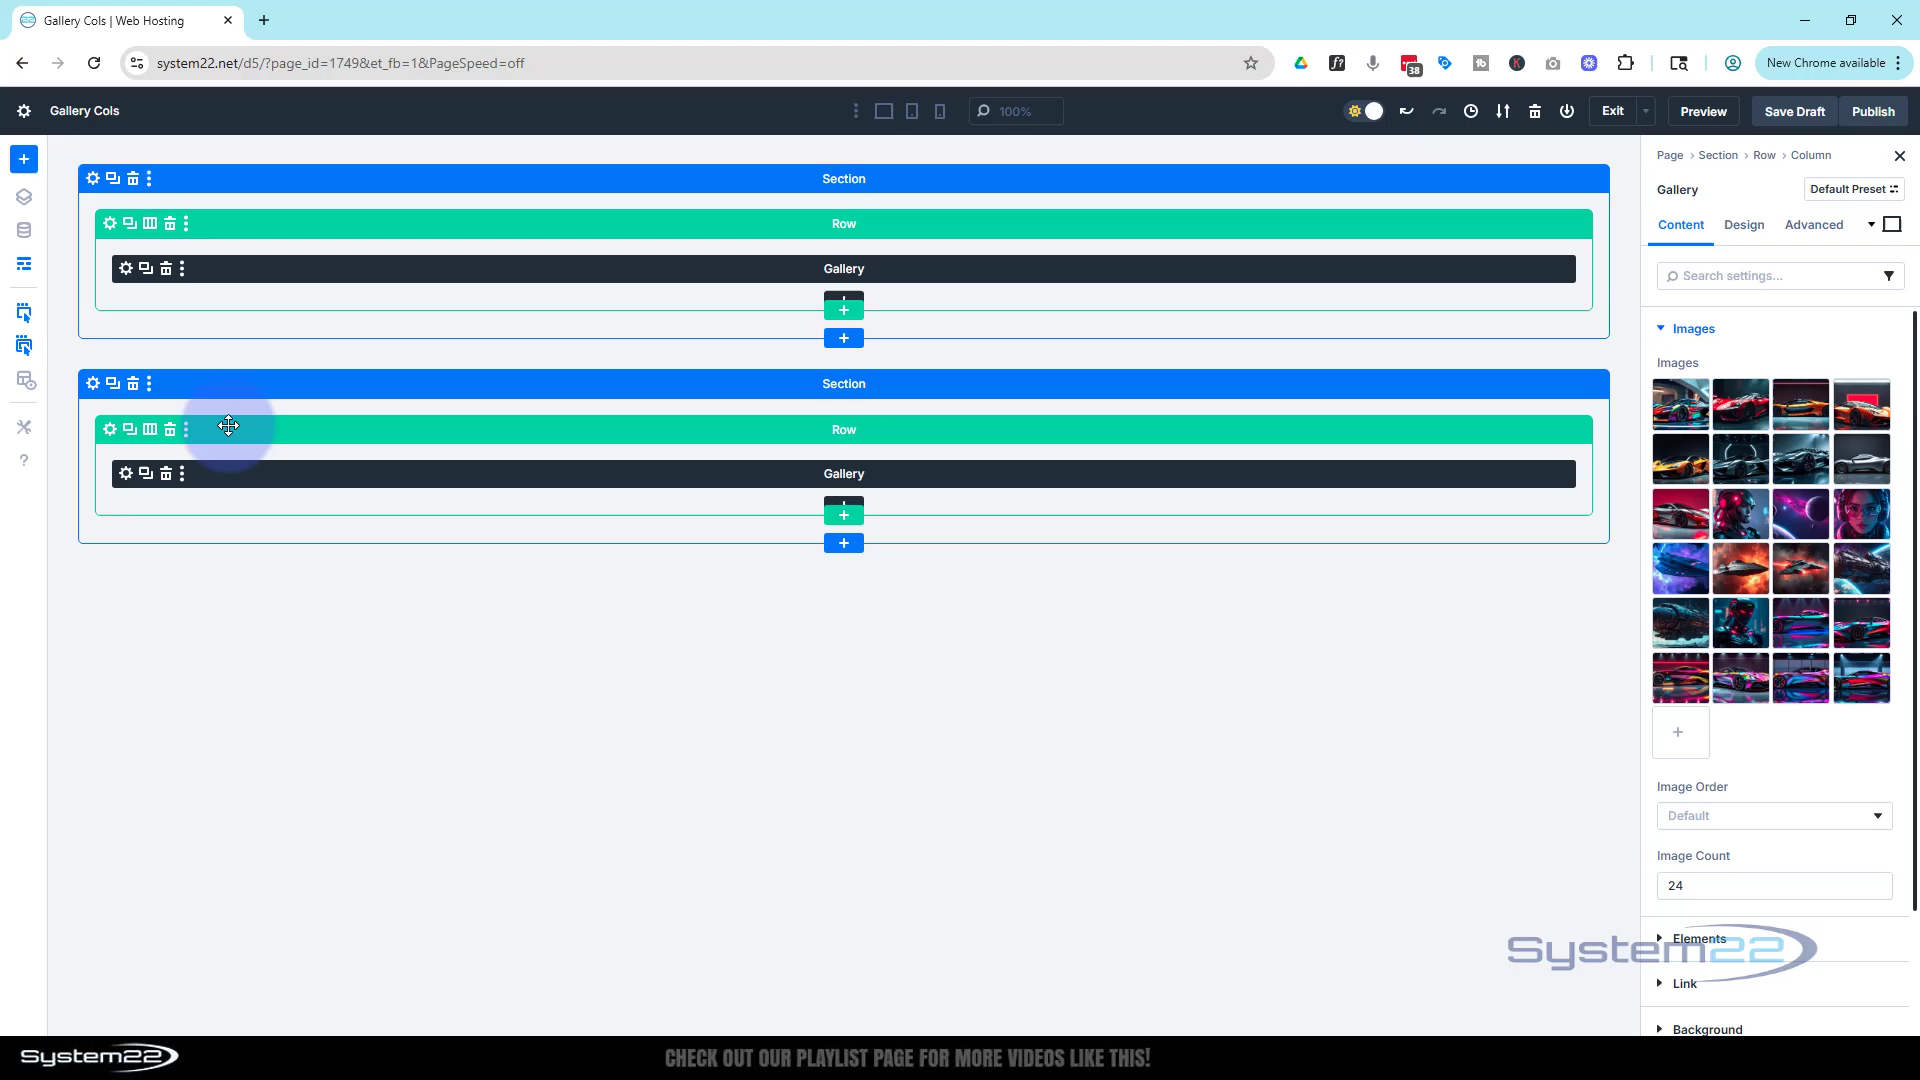 Gallery Cols | Web Hosting
system22.net/d5/?page_id=1749&et_fb=1&PageSpeed=off
38
New Chrome available
Gallery Cols
100%
Exit
Preview
Save Draft
Publish
Page > Section > Row > Column
Gallery
Default Preset
Content
Design
Advanced
Search settings...
Images
Images
Section
Row
Gallery
Section
Row
Gallery
Image Order
Default
Image Count
24
Elements
System22
Link
Background
System22
CHECK OUT OUR PLAYLIST PAGE FOR MORE VIDEOS LIKE THIS!